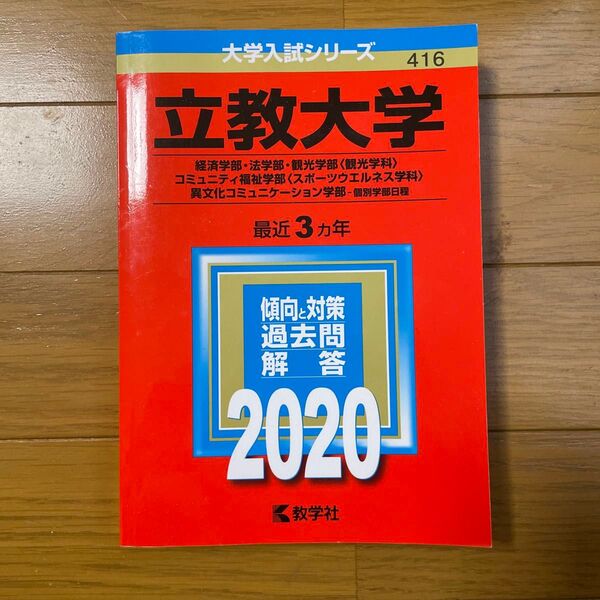 大学入試シリーズ
416
立教大学
経済学部・法学部・観光学部〈観光学科〉
コミュニティ福祉学部〈スポーツウエルネス学科〉
異文化コミュニケーション学部－個別学部日程
最近3カ年
傾向と対策
過去問
解答
2020
教学社